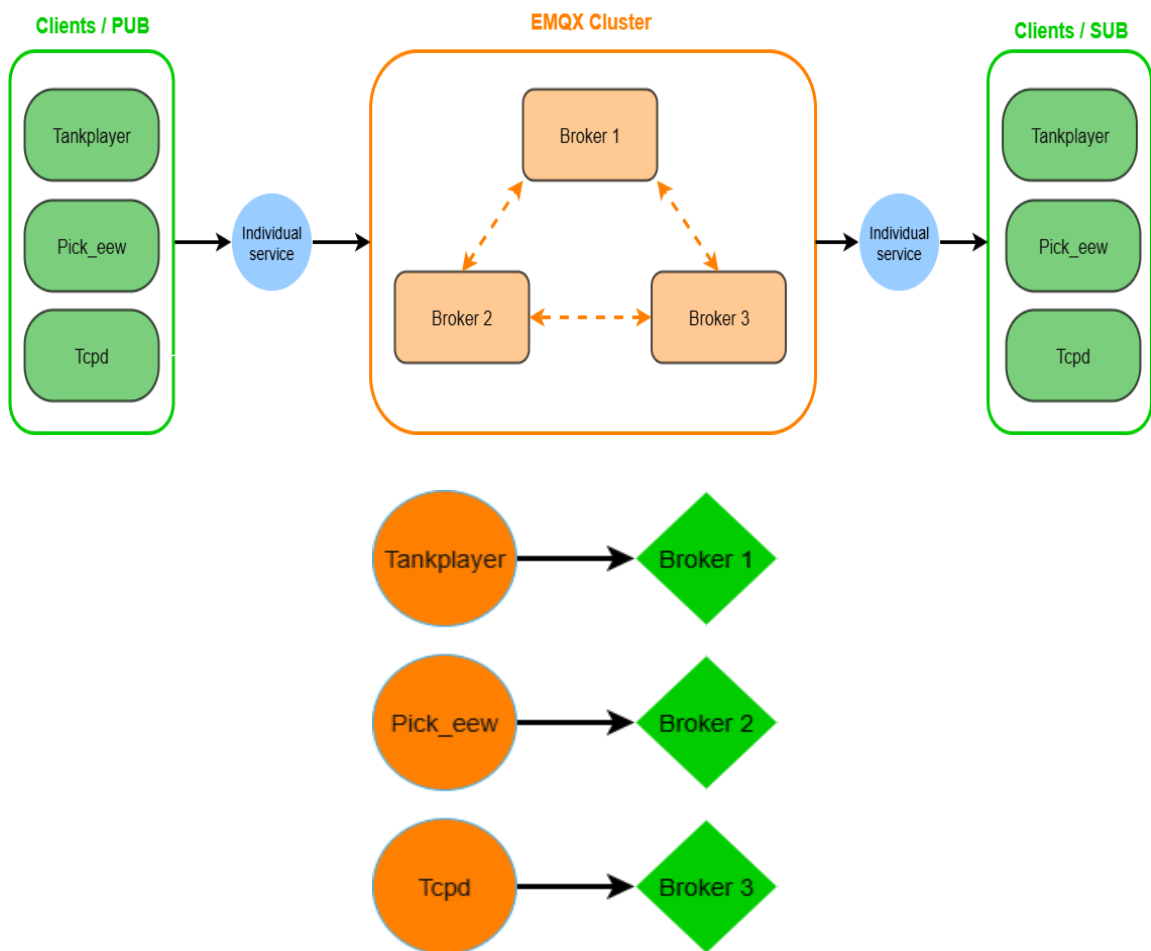 Clients / PUB
EMQX Cluster
Clients / SUB
Tankplayer
Pick_eew
Tcpd
Individual
service
Broker 1
Broker 2
Broker 3
Individual
service
Tankplayer
Pick_eew
Tcpd
Tankplayer
Broker 1
Pick_eew
Broker 2
Tcpd
Broker 3